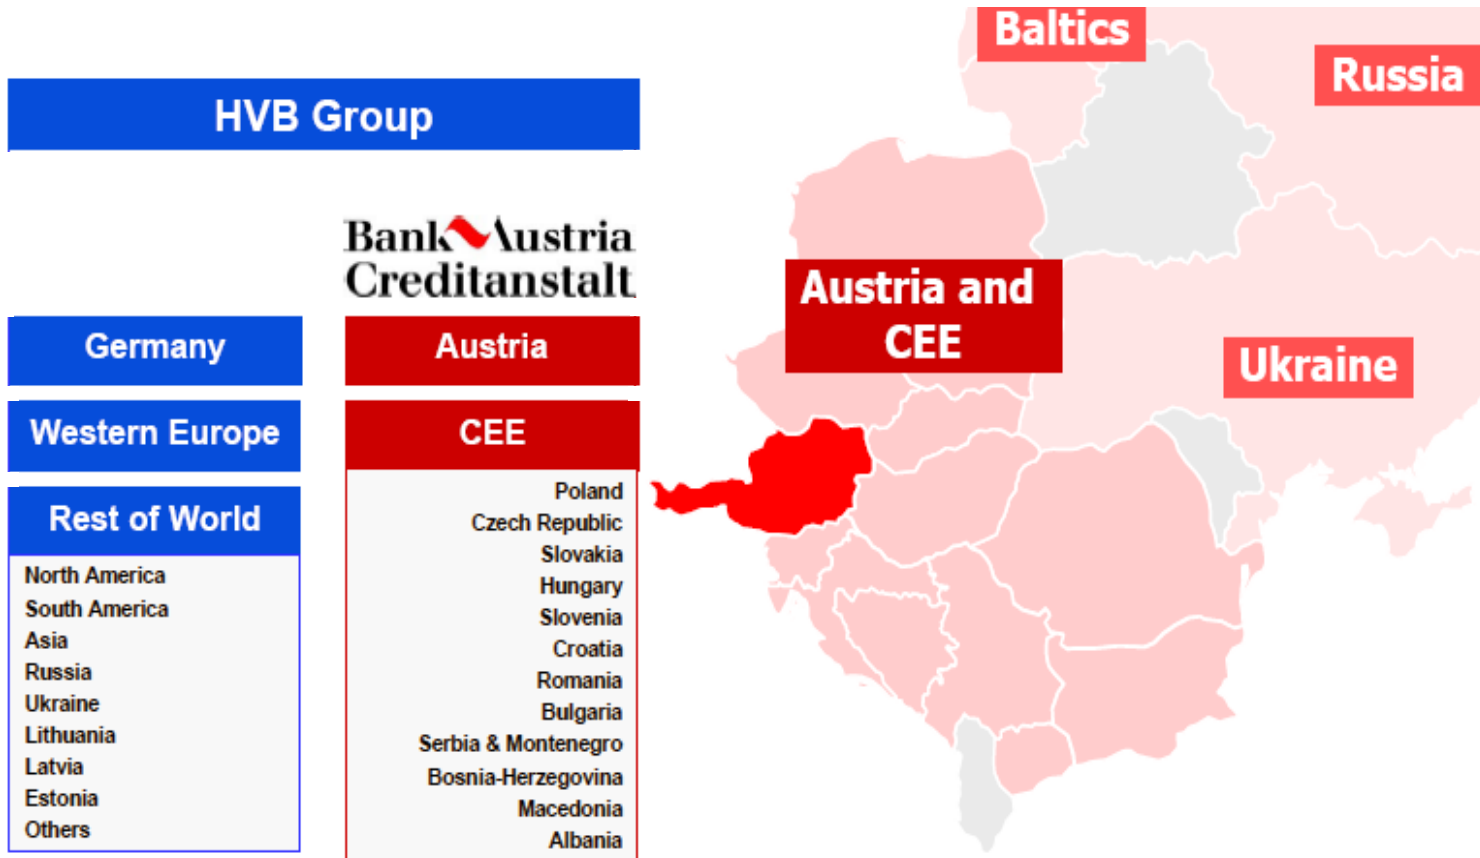 HVB Group
Bank Austria
Creditanstalt
Germany
Western Europe
Rest of World
North America
South America
Asia
Russia
Ukraine
Lithuania
Latvia
Estonia
Others
Austria
CEE
Poland
Czech Republic
Slovakia
Hungary
Slovenia
Croatia
Romania
Bulgaria
Serbia & Montenegro
Bosnia-Herzegovina
Macedonia
Albania
Baltics
Russia
Austria and
CEE
Ukraine